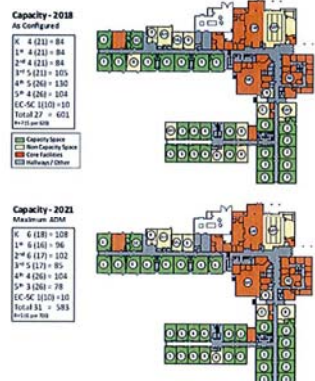 Capacity - 2018
As Configured
K 4 (21) = 84
1st 4 (21) = 84
2nd 4 (21) = 84
3rd 5 (21) = 105
4th 5 (26) = 130
5th 4 (26) = 104
EC-SC 1(10) =10
Total 27 = 601
Capacity Space
Non Capacity Space
Core Facilities
Hallways / Other
Capacity - 2021
Maximum ADM
K 6 (18) = 108
1st 6 (16) = 96
2nd 6 (17) = 102
3rd 5 (17) = 85
4th 4 (26) = 104
5th 3 (26) = 78
EC-SC 1(10) =10
Total 31 = 583